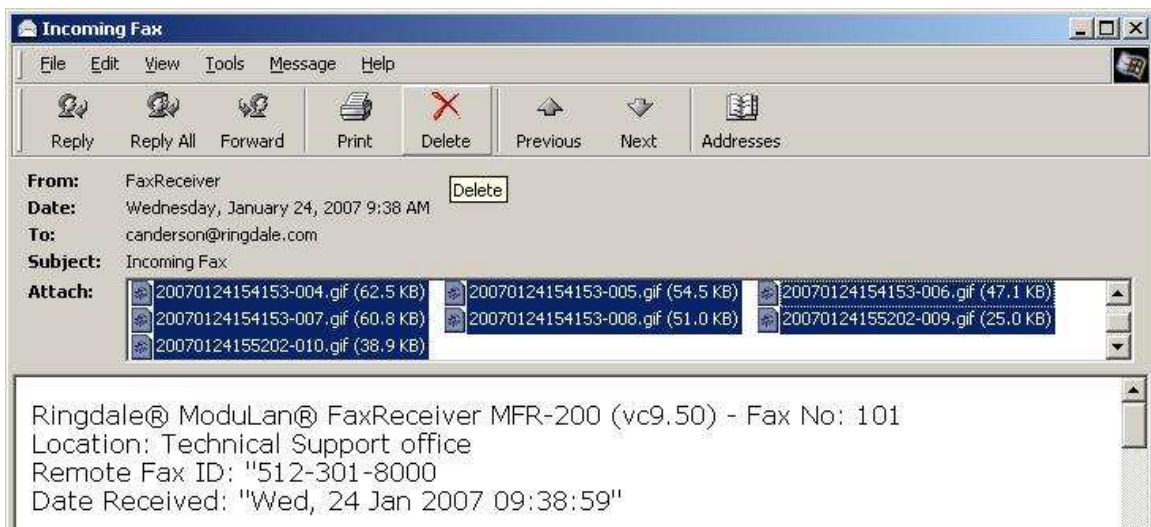 Incoming Fax
File Edit View Tools Message Help
Reply Reply All Forward Print Delete Previous Next Addresses
Delete
From: FaxReceiver
Date: Wednesday, January 24, 2007 9:38 AM
To: canderson@ringdale.com
Subject: Incoming Fax
Attach: 20070124154153-004.gif (62.5 KB) 20070124154153-005.gif (54.5 KB) 20070124154153-006.gif (47.1 KB)
20070124154153-007.gif (60.8 KB) 20070124154153-008.gif (51.0 KB) 20070124155202-009.gif (25.0 KB)
20070124155202-010.gif (38.9 KB)
Ringdale® ModuLan® FaxReceiver MFR-200 (vc9.50) - Fax No: 101
Location: Technical Support office
Remote Fax ID: "512-301-8000
Date Received: "Wed, 24 Jan 2007 09:38:59"